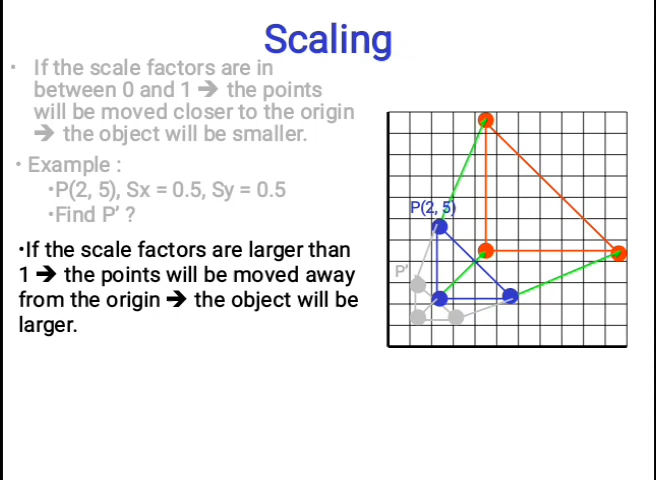 Scaling
• If the scale factors are in
between 0 and 1 ➔ the points
will be moved closer to the origin
➔ the object will be smaller.
• Example :
•P(2, 5), Sx = 0.5, Sy = 0.5
•Find P’ ?
•If the scale factors are larger than
1 ➔ the points will be moved away
from the origin ➔ the object will be
larger.
P(2, 5)
P’